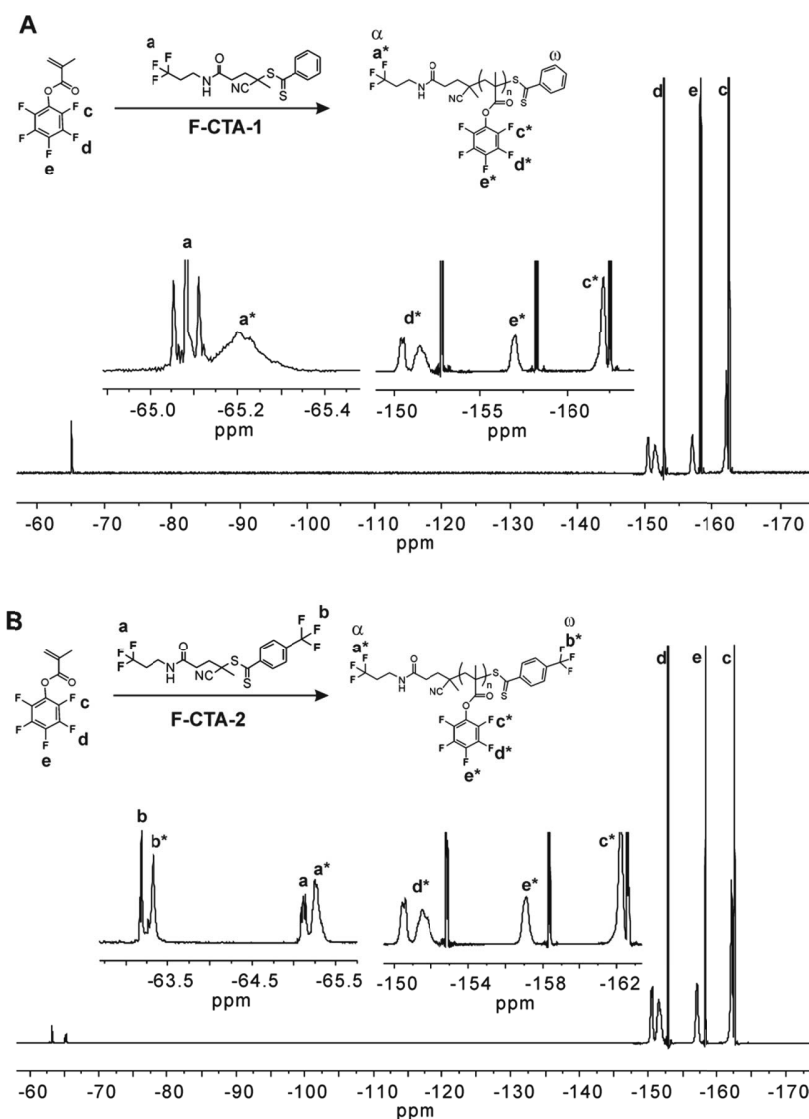 A
a
α
a*
ω
F
F
F
N
H
O
NC
S
S
n
O
O
F
F
F
F
F
c
d
e
F-CTA-1
c*
d*
e*
d
e
c
a
a*
d*
e*
c*
-65.0 -65.2 -65.4
ppm
-150 -155 -160
ppm
-60 -70 -80 -90 -100 -110 -120 -130 -140 -150 -160 -170
ppm
B
a
b
α
a*
ω
b*
F
F
F
N
H
O
NC
S
S
n
O
O
F
F
F
F
F
c
d
e
F-CTA-2
c*
d*
e*
d
e
c
b
b*
a
a*
d*
e*
c*
-63.5 -64.5 -65.5
ppm
-150 -154 -158 -162
ppm
-60 -70 -80 -90 -100 -110 -120 -130 -140 -150 -160 -170
ppm